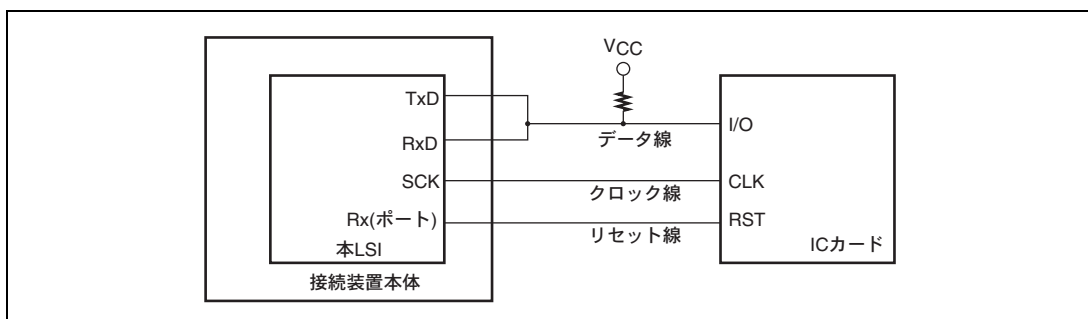 VCC
TxD
RxD
データ線
I/O
SCK
クロック線
CLK
Rx(ポート)
リセット線
RST
本LSI
ICカード
接続装置本体